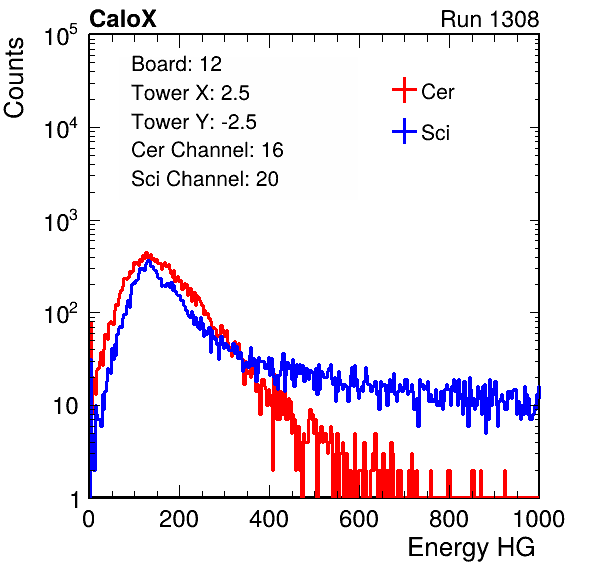 CaloX Run 1308
Counts
10^5
10^4
10^3
10^2
10
1
Board: 12
Tower X: 2.5
Tower Y: -2.5
Cer Channel: 16
Sci Channel: 20
Cer
Sci
0 200 400 600 800 1000
Energy HG